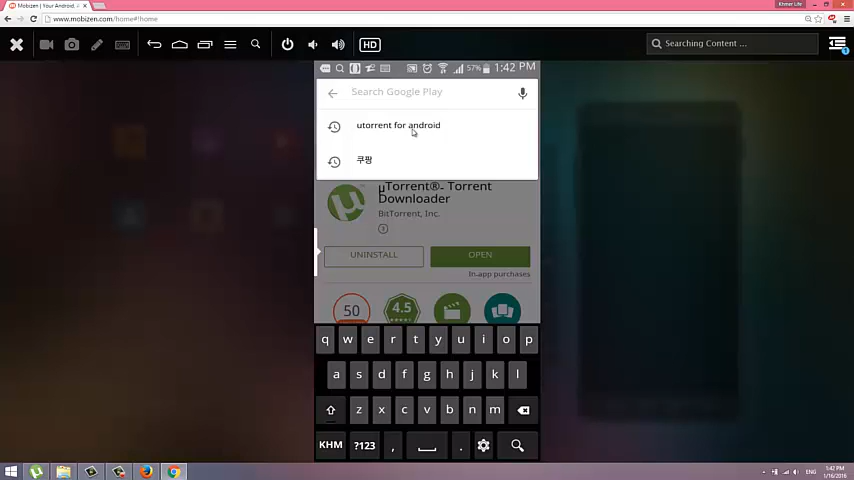 Mobizen | Your Android,
Khmer Life
www.mobizen.com/home#!home
HD
Searching Content ...
57%
1:42 PM
Search Google Play
utorrent for android
쿠팡
µTorrent®- Torrent
Downloader
BitTorrent, Inc.
UNINSTALL
OPEN
In-app purchases
50
4.5
q w e r t y u i o p
a s d f g h j k l
z x c v b n m
KHM ?123 , .
ENG
1:42 PM
1/16/2016